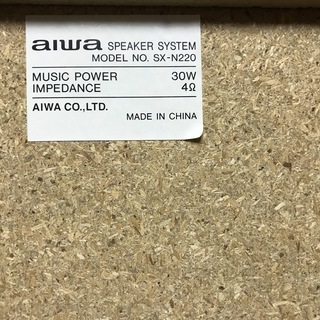 aiwa SPEAKER SYSTEM
MODEL NO. SX-N220
MUSIC POWER 30W
IMPEDANCE 4Ω
AIWA CO.,LTD.
MADE IN CHINA